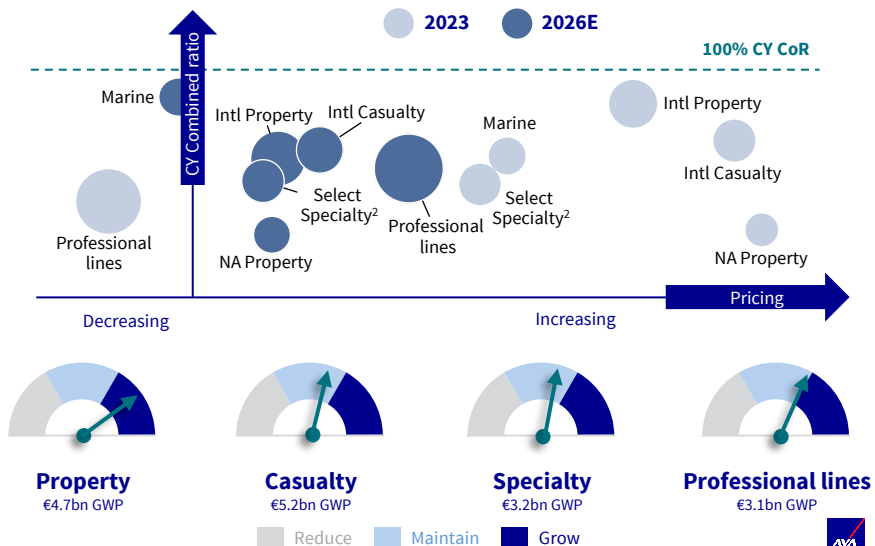 2023
2026E
100% CY CoR
CY Combined ratio
Marine
Intl Property
Intl Casualty
Marine
Intl Property
Intl Casualty
Select
Specialty2
Select
Specialty2
Professional
lines
Professional
lines
NA Property
NA Property
Pricing
Decreasing
Increasing
Property
€4.7bn GWP
Casualty
€5.2bn GWP
Specialty
€3.2bn GWP
Professional lines
€3.1bn GWP
Reduce
Maintain
Grow
AXA